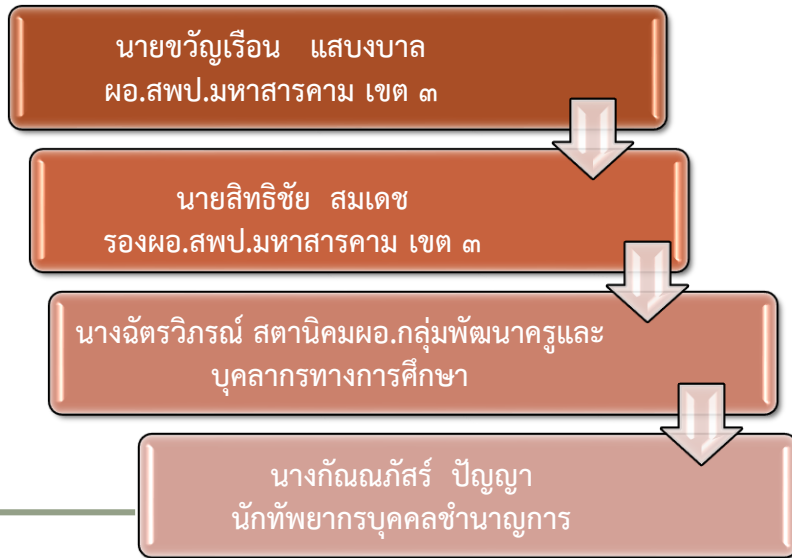 นายขวัญเรือน แสบงบาล
ผอ.สพป.มหาสารคาม เขต ๓
นายสิทธิชัย สมเดช
รองผอ.สพป.มหาสารคาม เขต ๓
นางฉัตรวิภรณ์ สตานิคมผอ.กลุ่มพัฒนาครูและ
บุคลากรทางการศึกษา
นางกัณณภัสร์ ปัญญา
นักทัพยากรบุคคลชำนาญการ